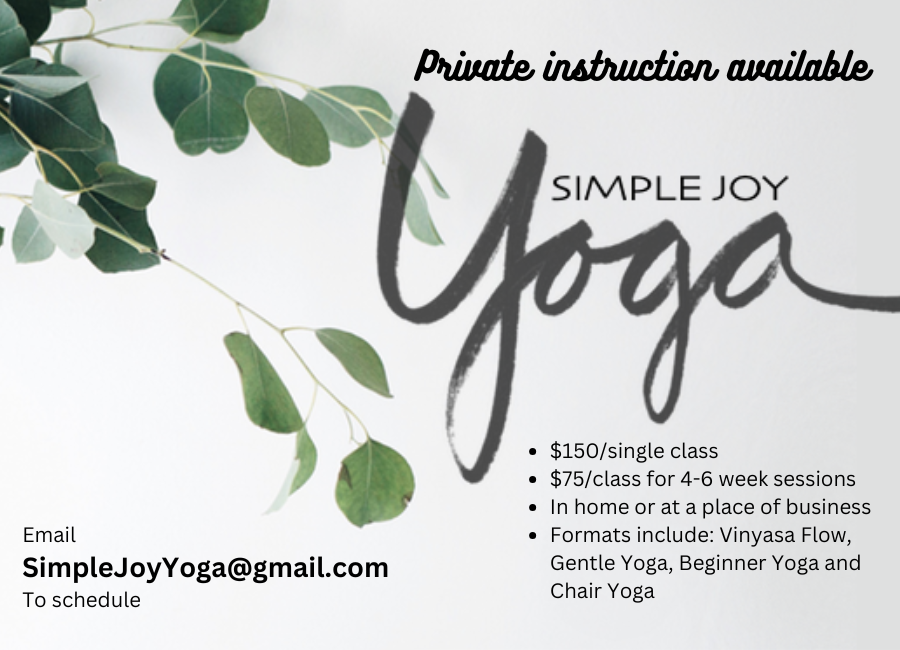 Private instruction available
SIMPLE JOY
yoga
• $150/single class
• $75/class for 4-6 week sessions
• In home or at a place of business
• Formats include: Vinyasa Flow,
Gentle Yoga, Beginner Yoga and
Chair Yoga
Email
SimpleJoyYoga@gmail.com
To schedule